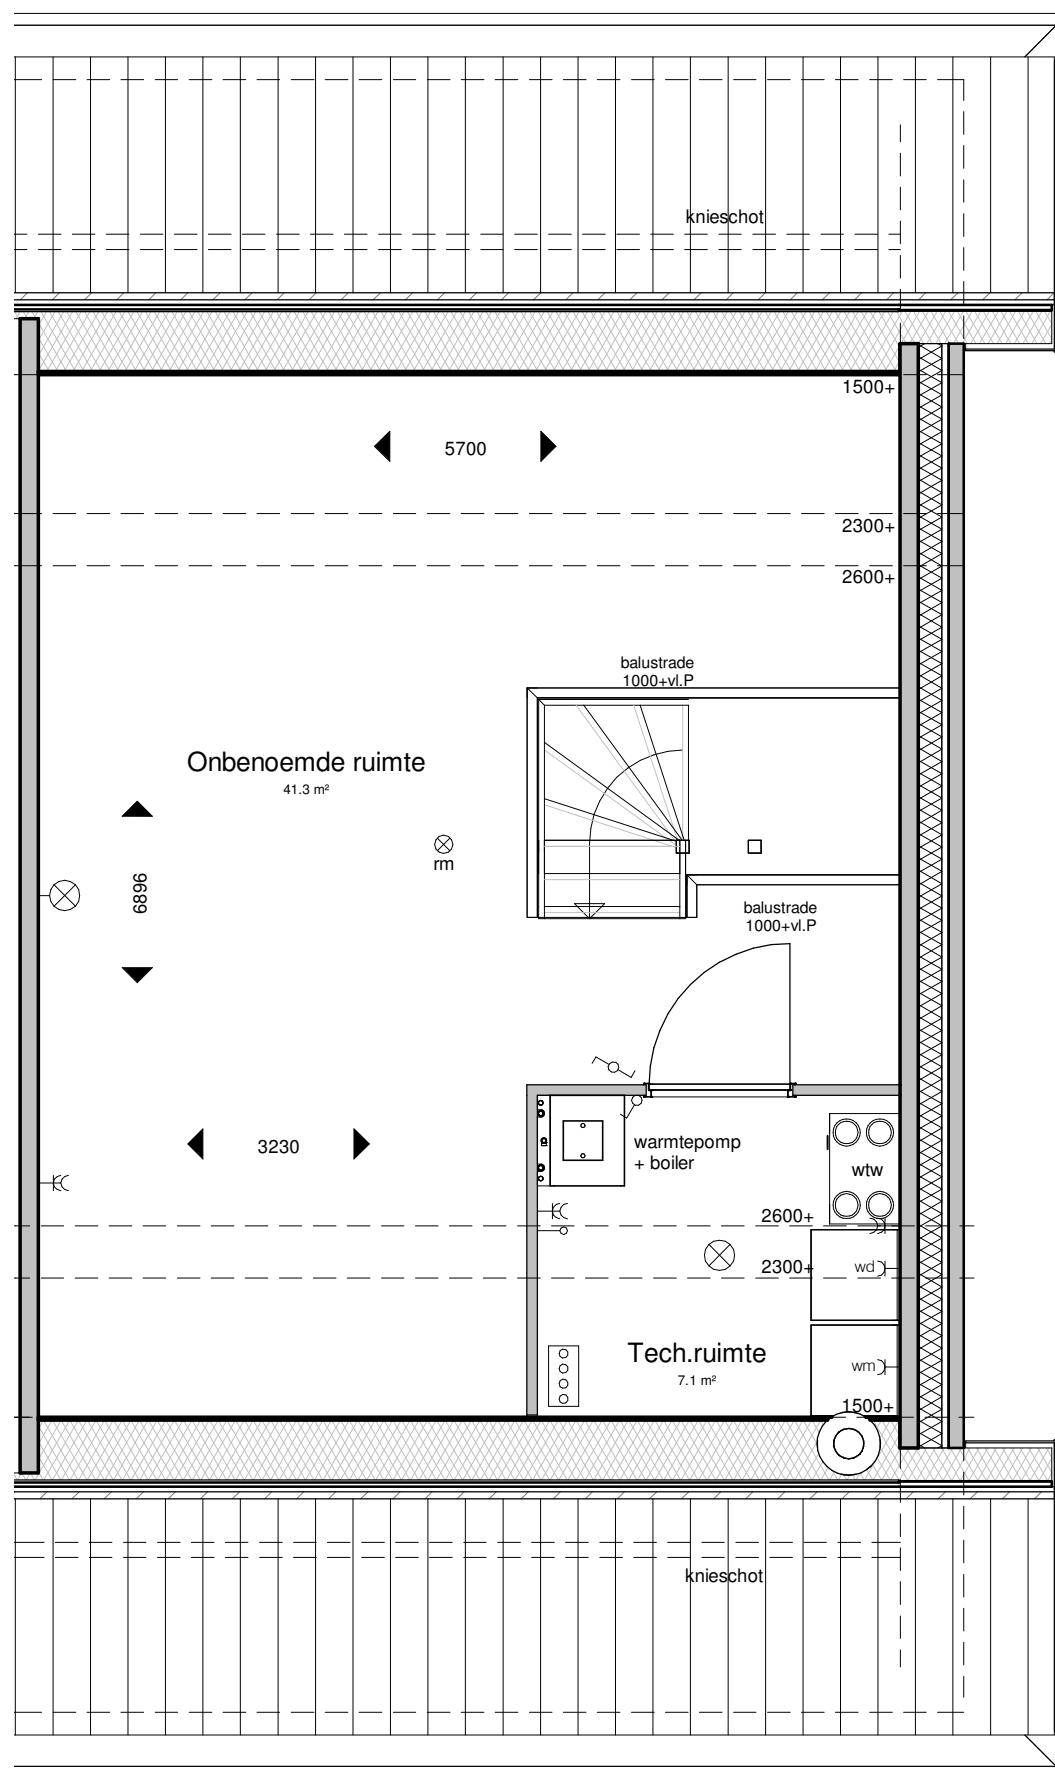 knieschot
1500+
5700
2300+
2600+
balustrade
1000+vl.P
Onbenoemde ruimte
41.3 m²
rm
6896
balustrade
1000+vl.P
3230
warmtepomp
+ boiler
wtw
2600+
2300+
wd
Tech.ruimte
7.1 m²
wm
1500+
knieschot